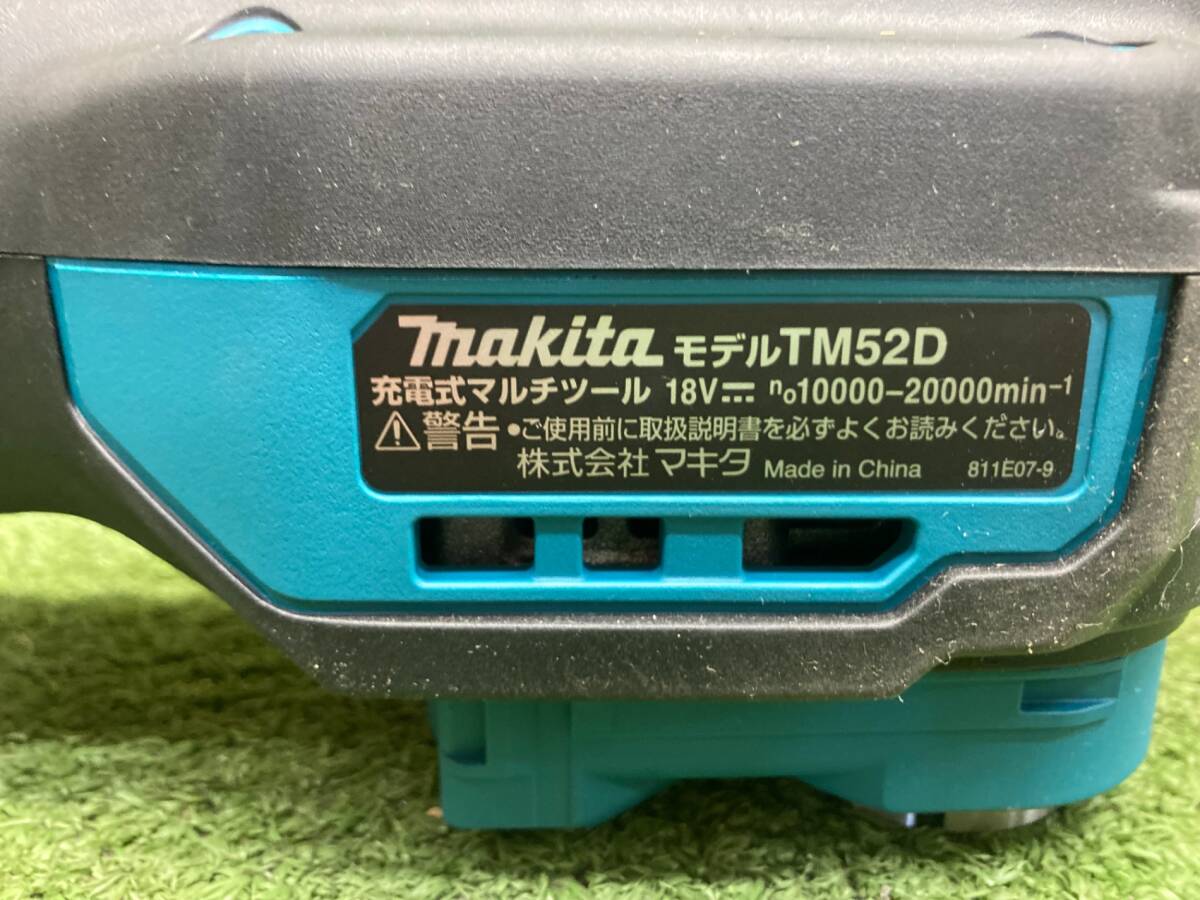 makita モデルTM52D
充電式マルチツール 18V⎓ n₀10000-20000min⁻¹
⚠警告 ●ご使用前に取扱説明書を必ずよくお読みください。
株式会社 マキタ Made in China 811E07-9